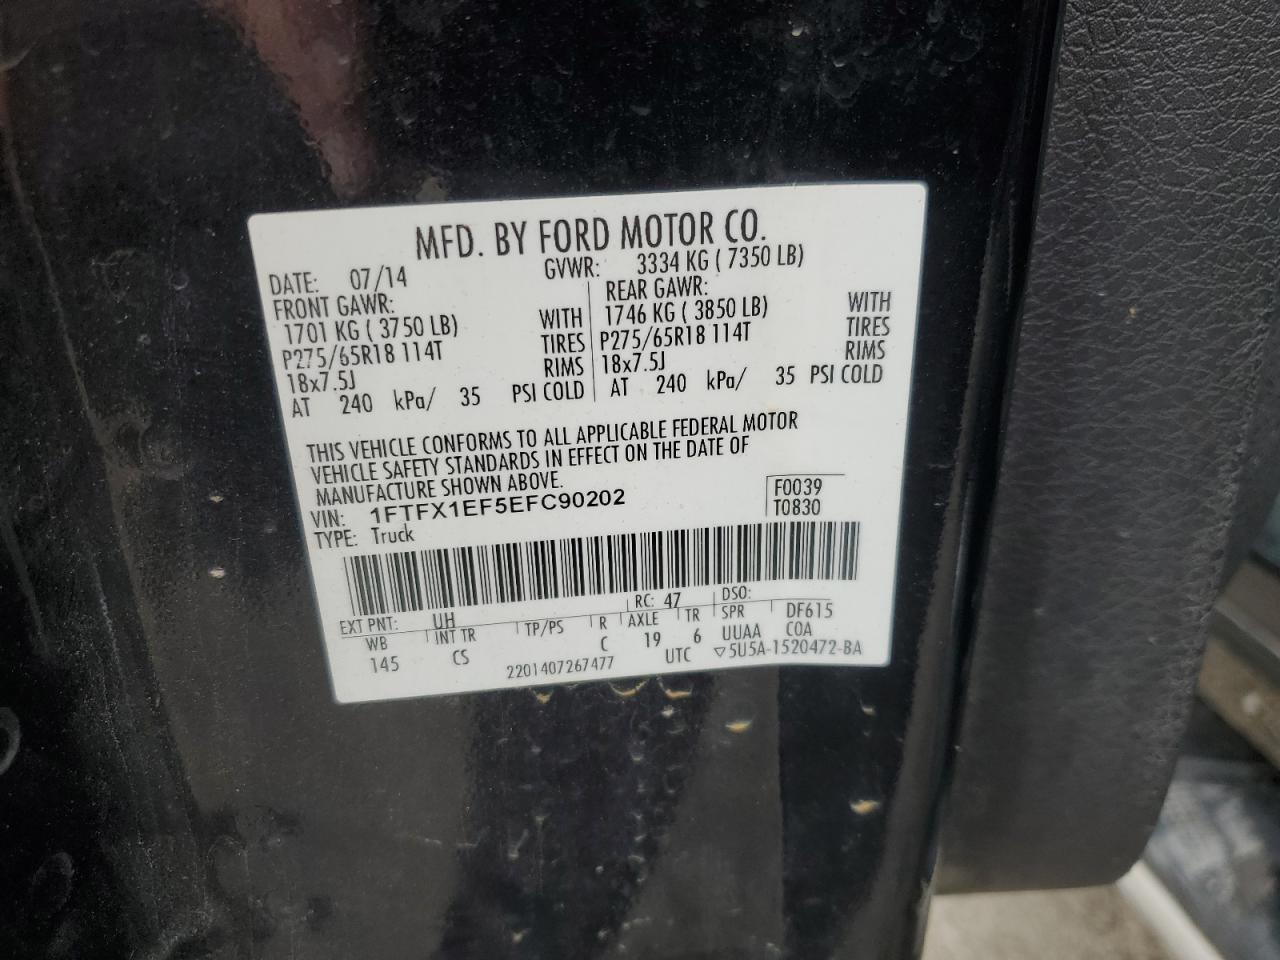 MFD. BY FORD MOTOR CO.
DATE: 07/14 GVWR: 3334 KG ( 7350 LB)
FRONT GAWR: REAR GAWR:
1701 KG ( 3750 LB) WITH 1746 KG ( 3850 LB) WITH
P275/65R18 114T TIRES P275/65R18 114T TIRES
18x7.5J RIMS 18x7.5J RIMS
AT 240 kPa/ 35 PSI COLD AT 240 kPa/ 35 PSI COLD
THIS VEHICLE CONFORMS TO ALL APPLICABLE FEDERAL MOTOR
VEHICLE SAFETY STANDARDS IN EFFECT ON THE DATE OF
MANUFACTURE SHOWN ABOVE.
VIN: 1FTFX1EF5EFC90202 F0039
TYPE: Truck T0830
EXT PNT: UH RC: 47 DSO:
WB INT TR TP/PS R AXLE TR SPR DF615
145 CS C 19 6 UUAA COA
2201407267477 UTC ▽5U5A-1520472-BA